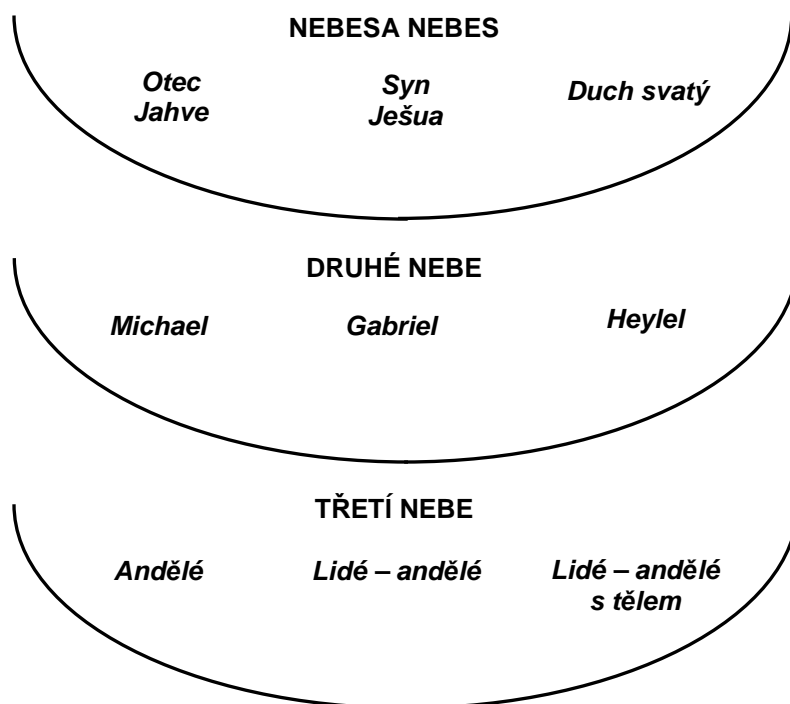 NEBESA NEBES
Otec Syn Duch svatý
Jahve Ješua
DRUHÉ NEBE
Michael Gabriel Heylel
TŘETÍ NEBE
Andělé Lidé – andělé Lidé – andělé
s tělem